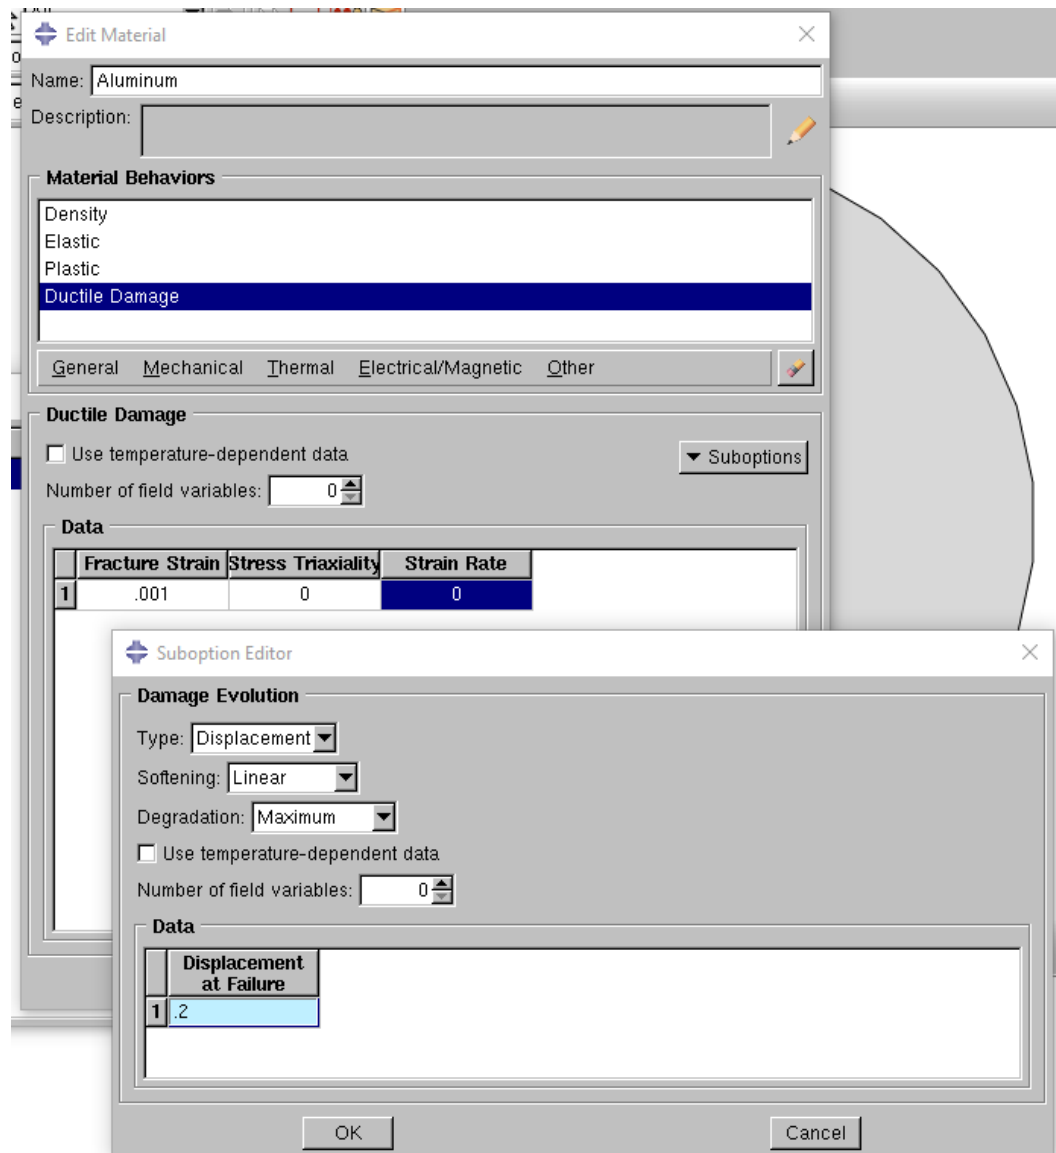 Edit Material
Name: Aluminum
Description:
Material Behaviors
Density
Elastic
Plastic
Ductile Damage
General Mechanical Thermal Electrical/Magnetic Other
Ductile Damage
Use temperature-dependent data
Suboptions
Number of field variables: 0
Data
Fracture Strain Stress Triaxiality Strain Rate
1 .001 0 0
Suboption Editor
Damage Evolution
Type: Displacement
Softening: Linear
Degradation: Maximum
Use temperature-dependent data
Number of field variables: 0
Data
Displacement
at Failure
1 .2
OK Cancel